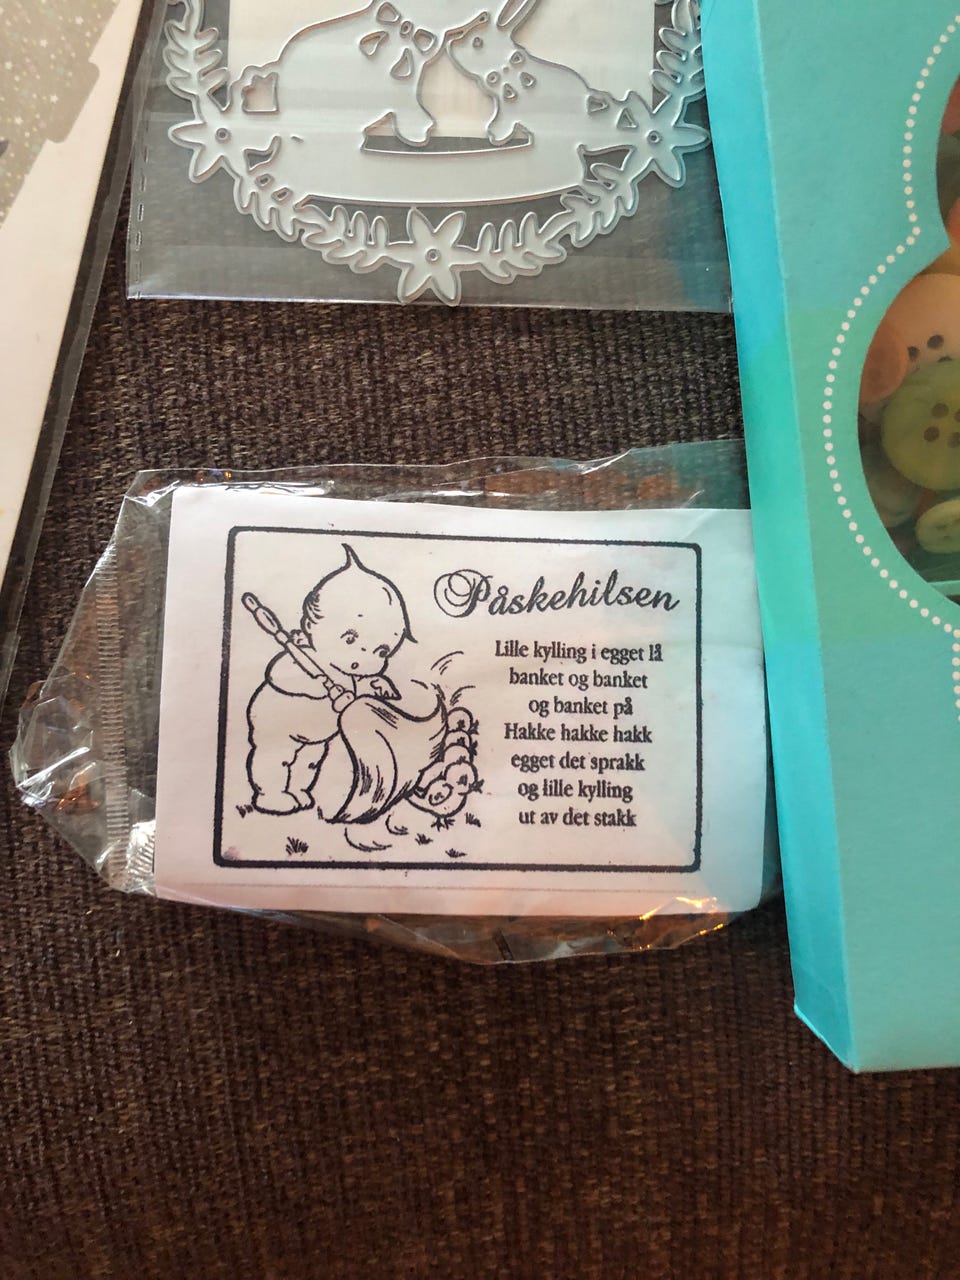 Påskehilsen
Lille kylling i egget lå
banket og banket
og banket på
Hakke hakke hakk
egget det sprakk
og lille kylling
ut av det stakk